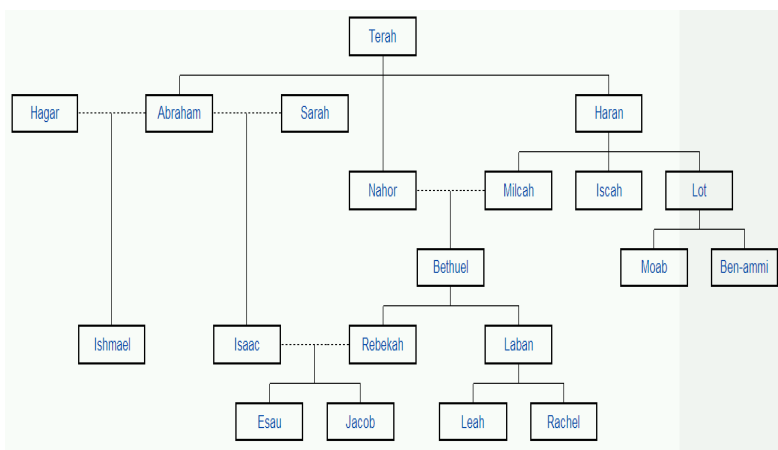 Terah
Hagar
Abraham
Sarah
Haran
Nahor
Milcah
Iscah
Lot
Bethuel
Moab
Ben-ammi
Ishmael
Isaac
Rebekah
Laban
Esau
Jacob
Leah
Rachel